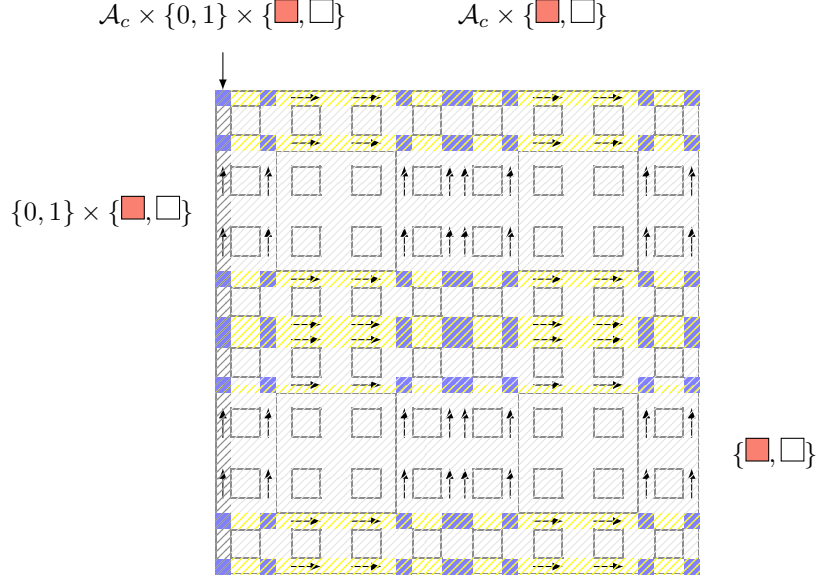 𝒜_c × {0, 1} × {🟥, ⬜}
𝒜_c × {🟥, ⬜}
{0, 1} × {🟥, ⬜}
{🟥, ⬜}